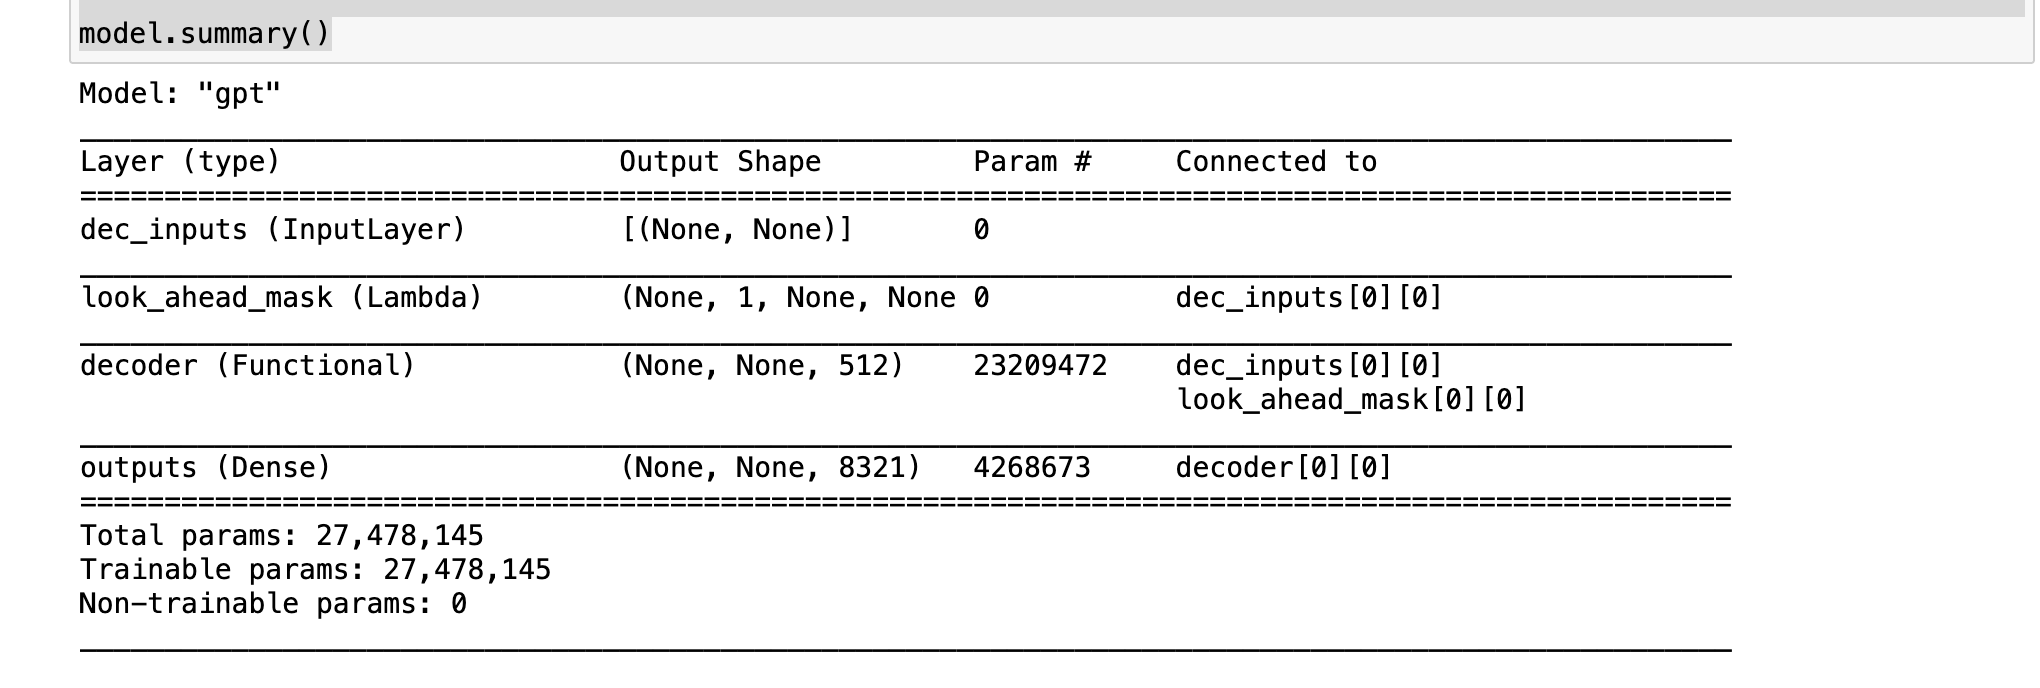 model.summary()
Model: "gpt"
Layer (type) Output Shape Param # Connected to
dec_inputs (InputLayer) [(None, None)] 0
look_ahead_mask (Lambda) (None, 1, None, None 0 dec_inputs[0][0]
decoder (Functional) (None, None, 512) 23209472 dec_inputs[0][0]
look_ahead_mask[0][0]
outputs (Dense) (None, None, 8321) 4268673 decoder[0][0]
Total params: 27,478,145
Trainable params: 27,478,145
Non-trainable params: 0